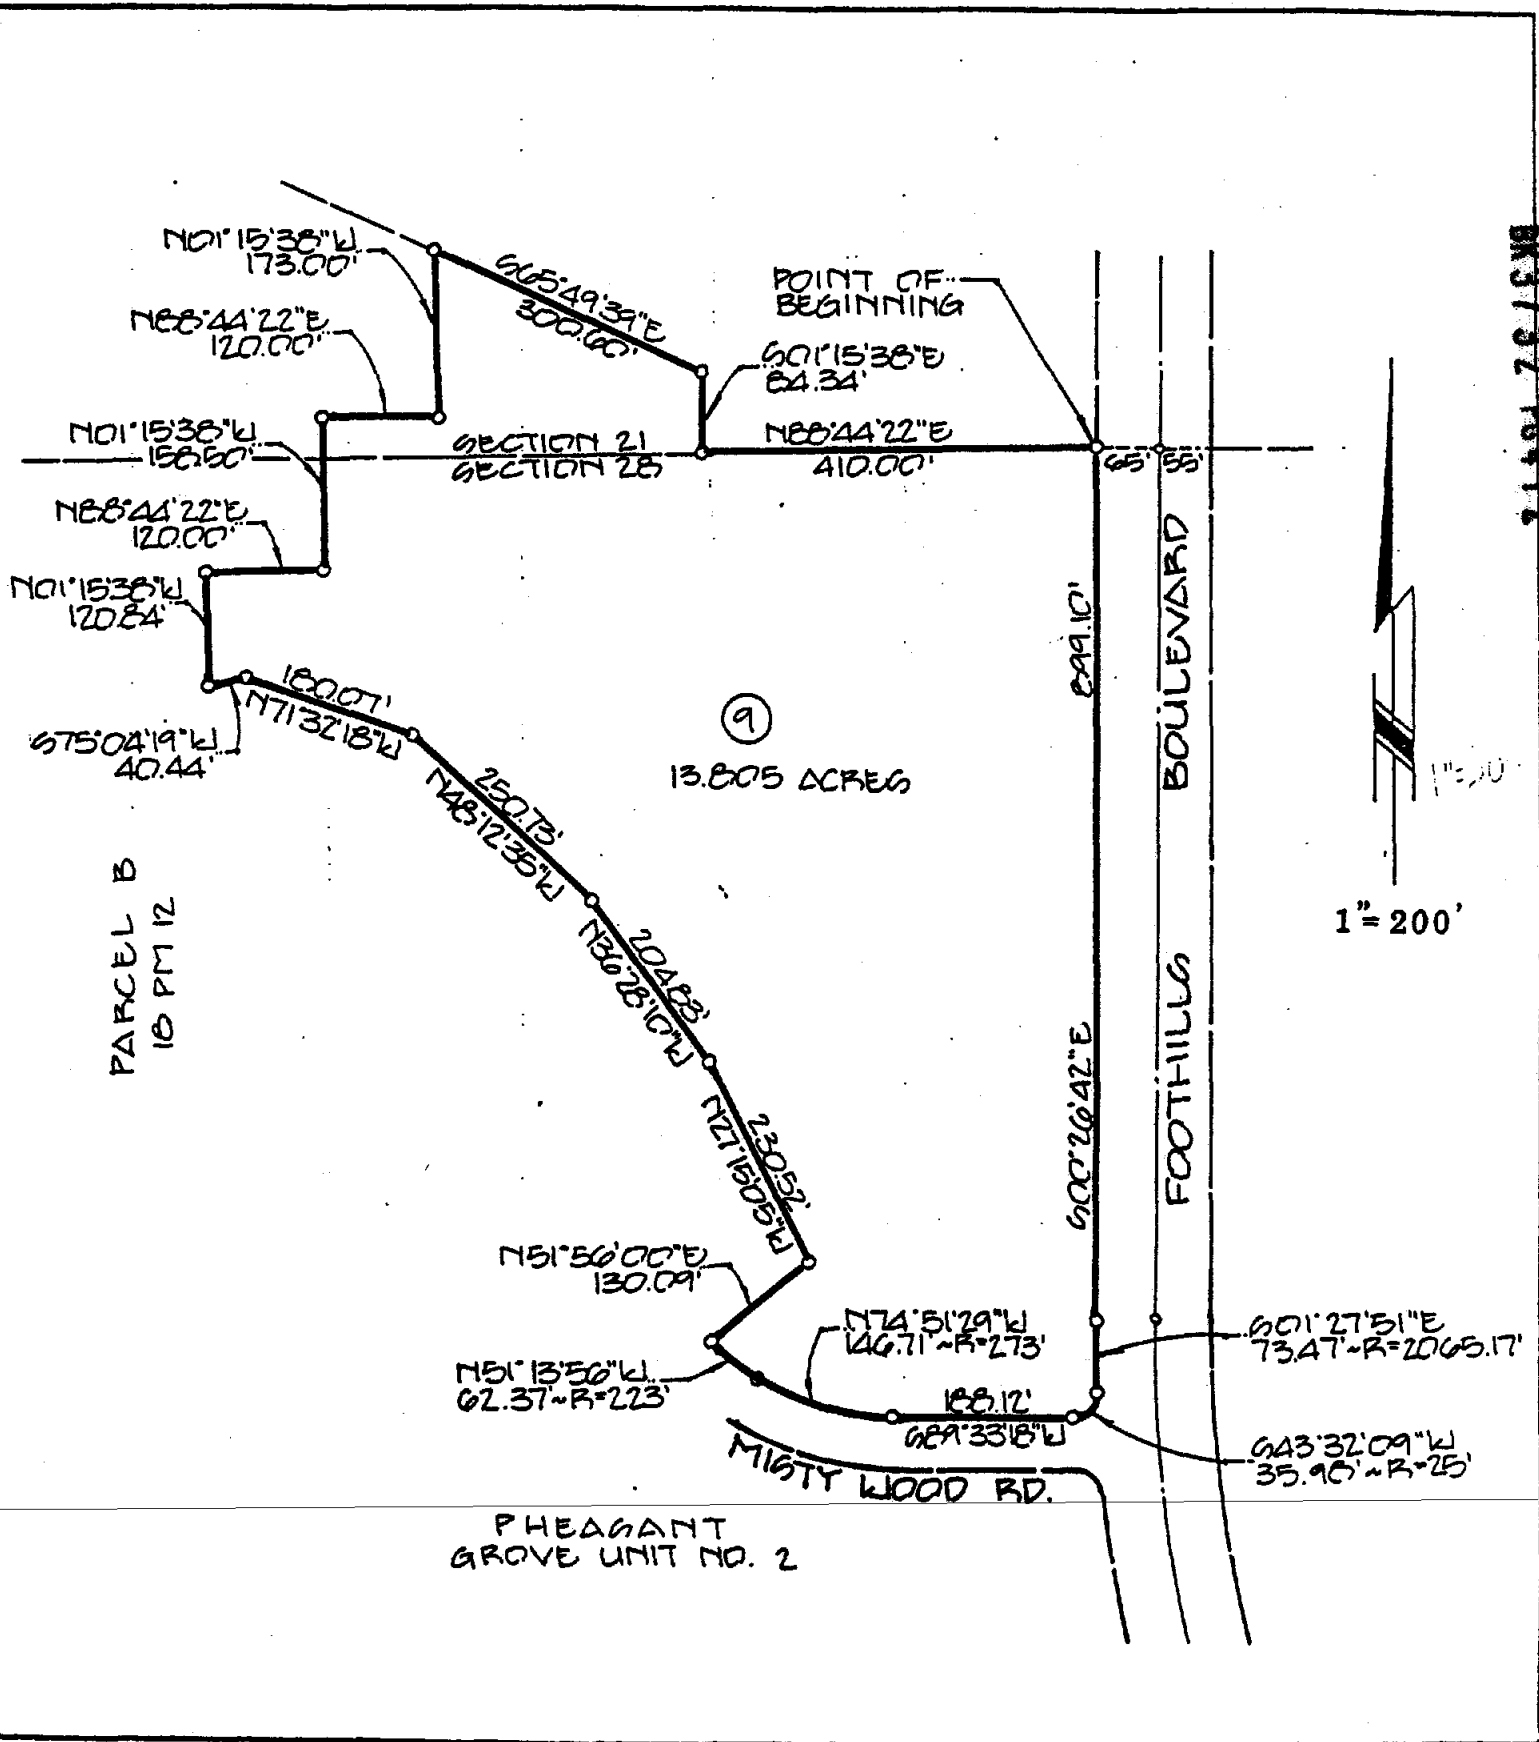 N01°15'38"W
173.00'
S65°49'39"E
300.60'
POINT OF
BEGINNING
N88°44'22"E
120.00'
S01°15'38"E
84.34'
N01°15'38"W
158.50'
SECTION 21
SECTION 28
N88°44'22"E
410.00'
65' 55'
N88°44'22"E
120.00'
N01°15'38"W
120.84'
180.07'
N71°32'18"W
S75°04'19"W
40.44'
899.10'
S00°26'42"E
FOOTHILLS BOULEVARD
9
13.805 ACRES
250.73'
N48°12'35"W
PARCEL B
18 PM 12
1"=200'
204.83'
N36°28'10"W
230.52'
N27°15'05"W
N51°56'00"E
130.09'
N74°51'29"W
146.71'~R=273'
S01°27'51"E
73.47'~R=2065.17'
N51°13'56"W
62.37'~R=223'
188.12'
S89°33'18"W
S43°32'09"W
35.98'~R=25'
MISTY WOOD RD.
PHEASANT
GROVE UNIT NO. 2